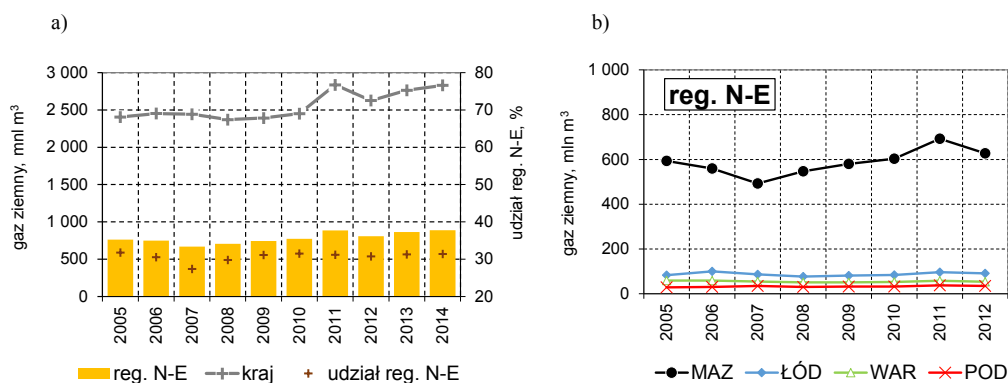 a)
gaz ziemny, mnl m³
3 000
2 500
2 000
1 500
1 000
500
0
80
70
60
50
40
30
20
udział reg. N-E, %
2005
2006
2007
2008
2009
2010
2011
2012
2013
2014
reg. N-E
kraj
udział reg. N-E
b)
reg. N-E
gaz ziemny, mln m³
1 000
800
600
400
200
0
2005
2006
2007
2008
2009
2010
2011
2012
MAZ
ŁÓD
WAR
POD